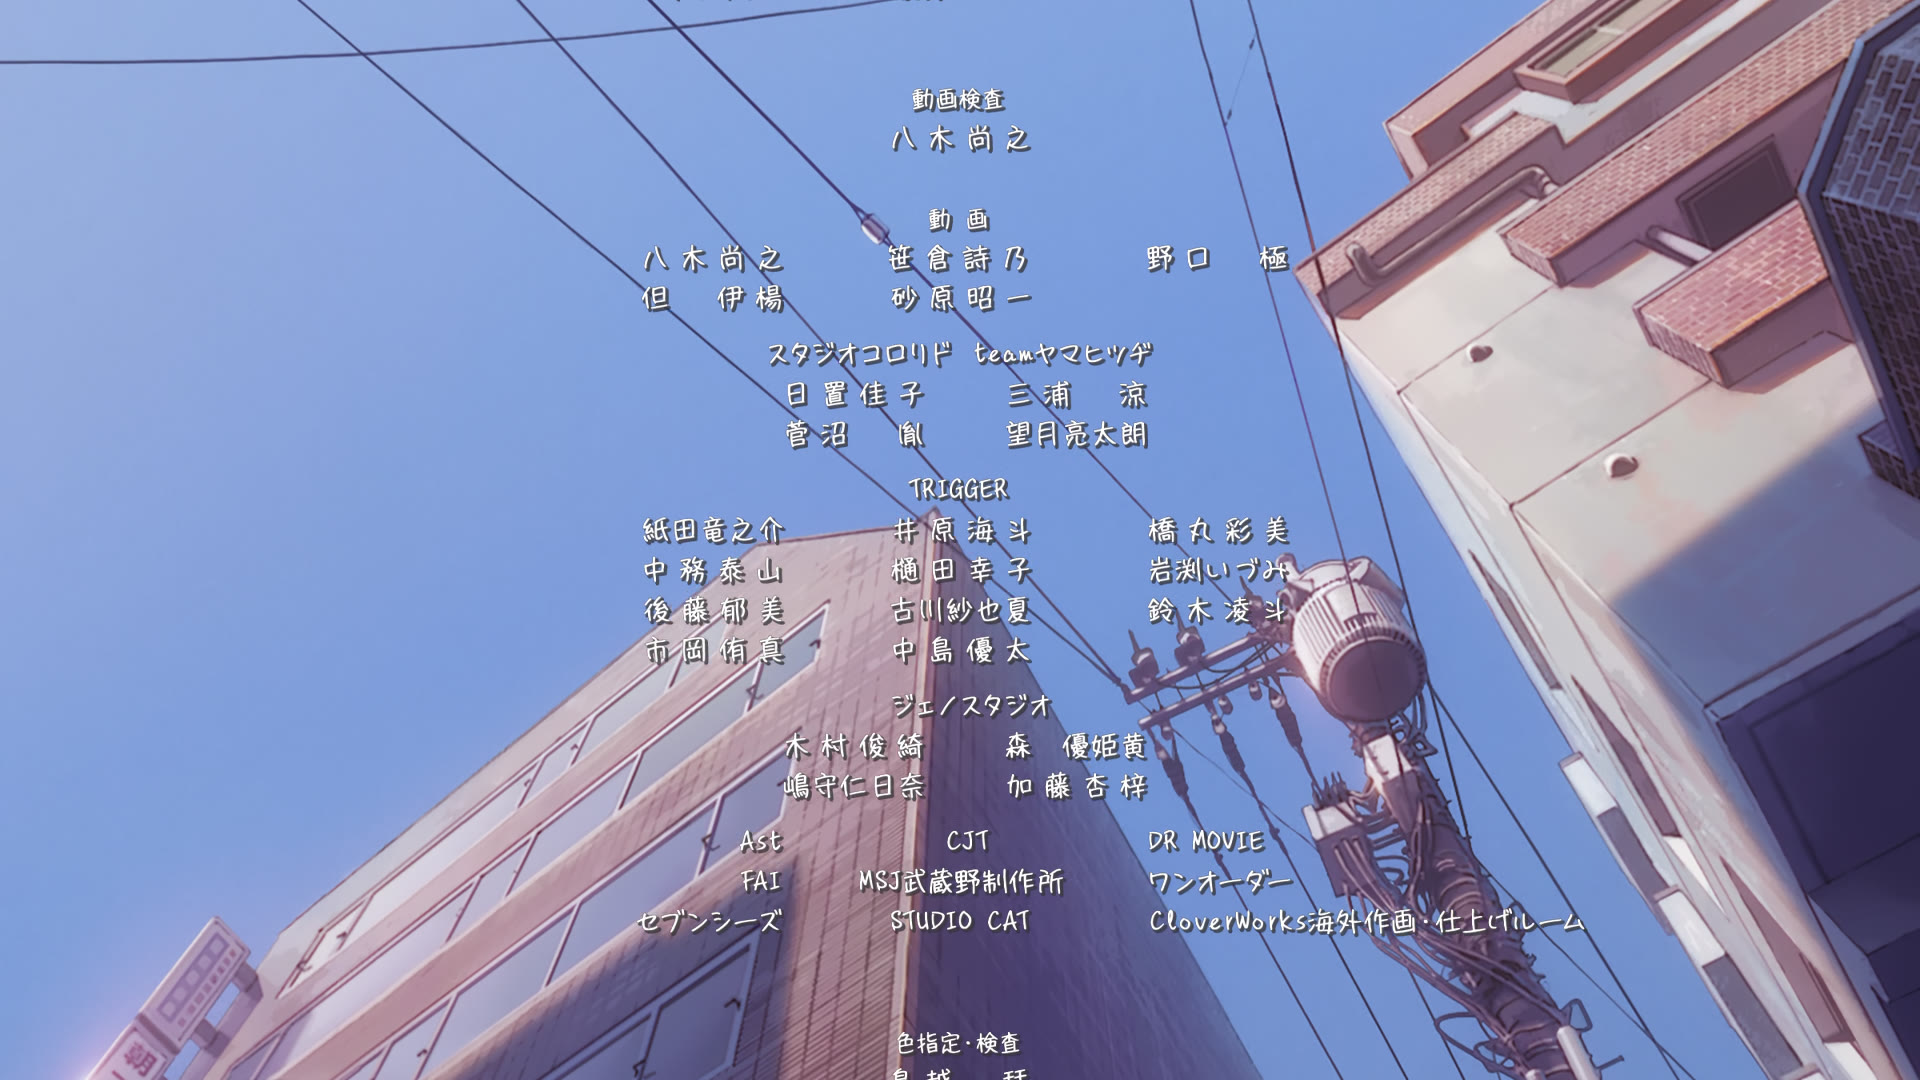 動画検査
八木尚之
動画
八木尚之 笹倉詩乃 野口 極
但 伊楊 砂原昭一
スタジオコロリド teamヤマヒツヂ
日置佳子 三浦 涼
菅沼 胤 望月亮太朗
TRIGGER
紙田竜之介 井原海斗 橋丸彩美
中務泰山 樋田幸子 岩渕いづみ
後藤郁美 古川紗也夏 鈴木凌斗
市岡侑真 中島優太
ジェノスタジオ
木村俊綺 森 優姫黄
嶋守仁日奈 加藤杏梓
Ast CJT DR MOVIE
FAI MSJ武蔵野制作所 ワンオーダー
セブンシーズ STUDIO CAT CloverWorks海外作画・仕上げルーム
色指定・検査